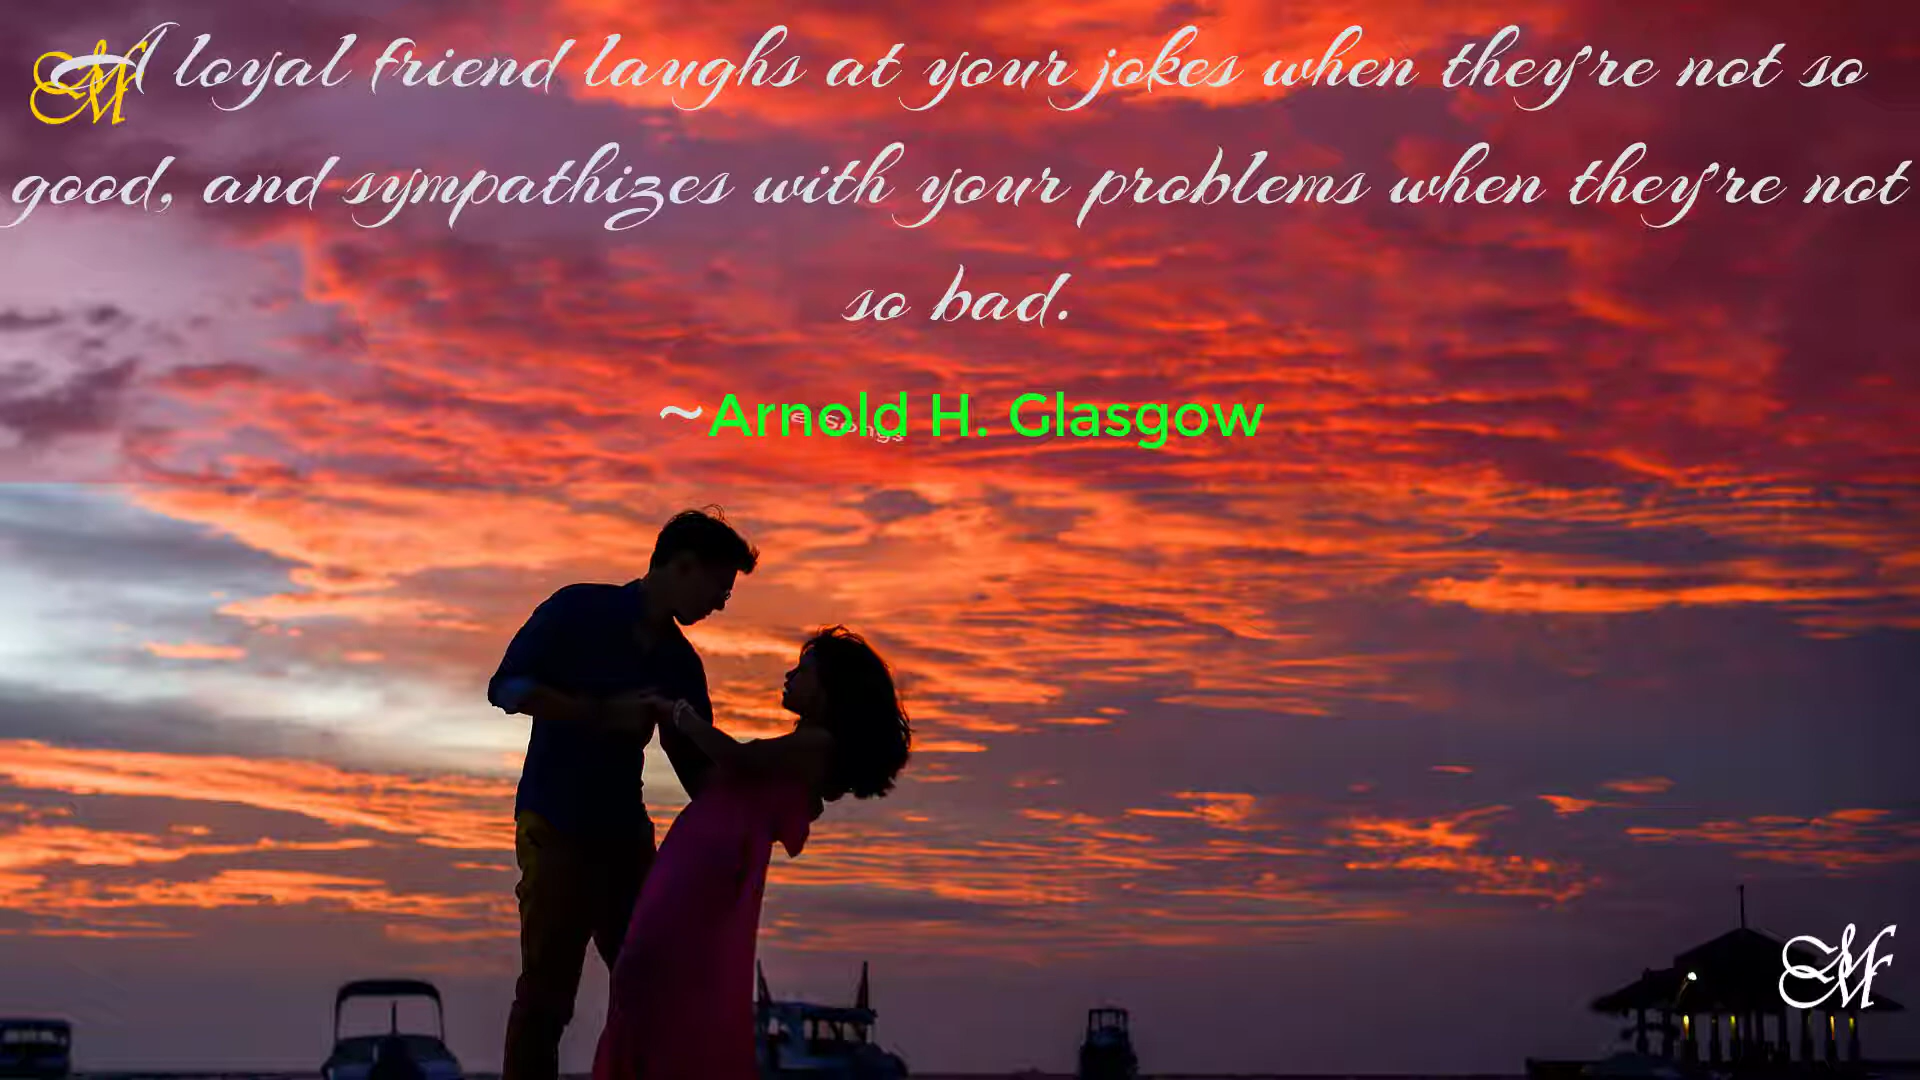 A loyal friend laughs at your jokes when they're not so
good, and sympathizes with your problems when they're not
so bad.
~Arnold H. Glasgow
Songs